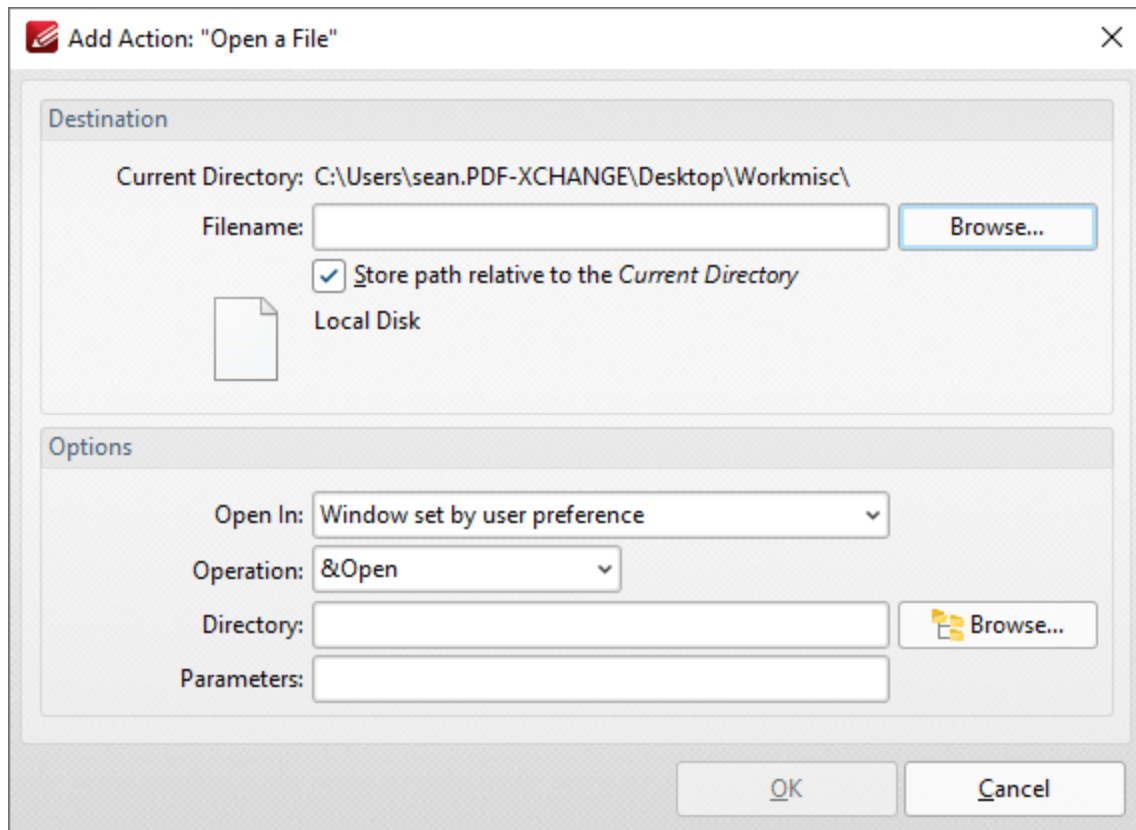 Add Action: "Open a File"
Destination
Current Directory: C:\Users\sean.PDF-XCHANGE\Desktop\Workmisc\
Filename: Browse...
Store path relative to the Current Directory
Local Disk
Options
Open In: Window set by user preference
Operation: &Open
Directory: Browse...
Parameters:
OK Cancel